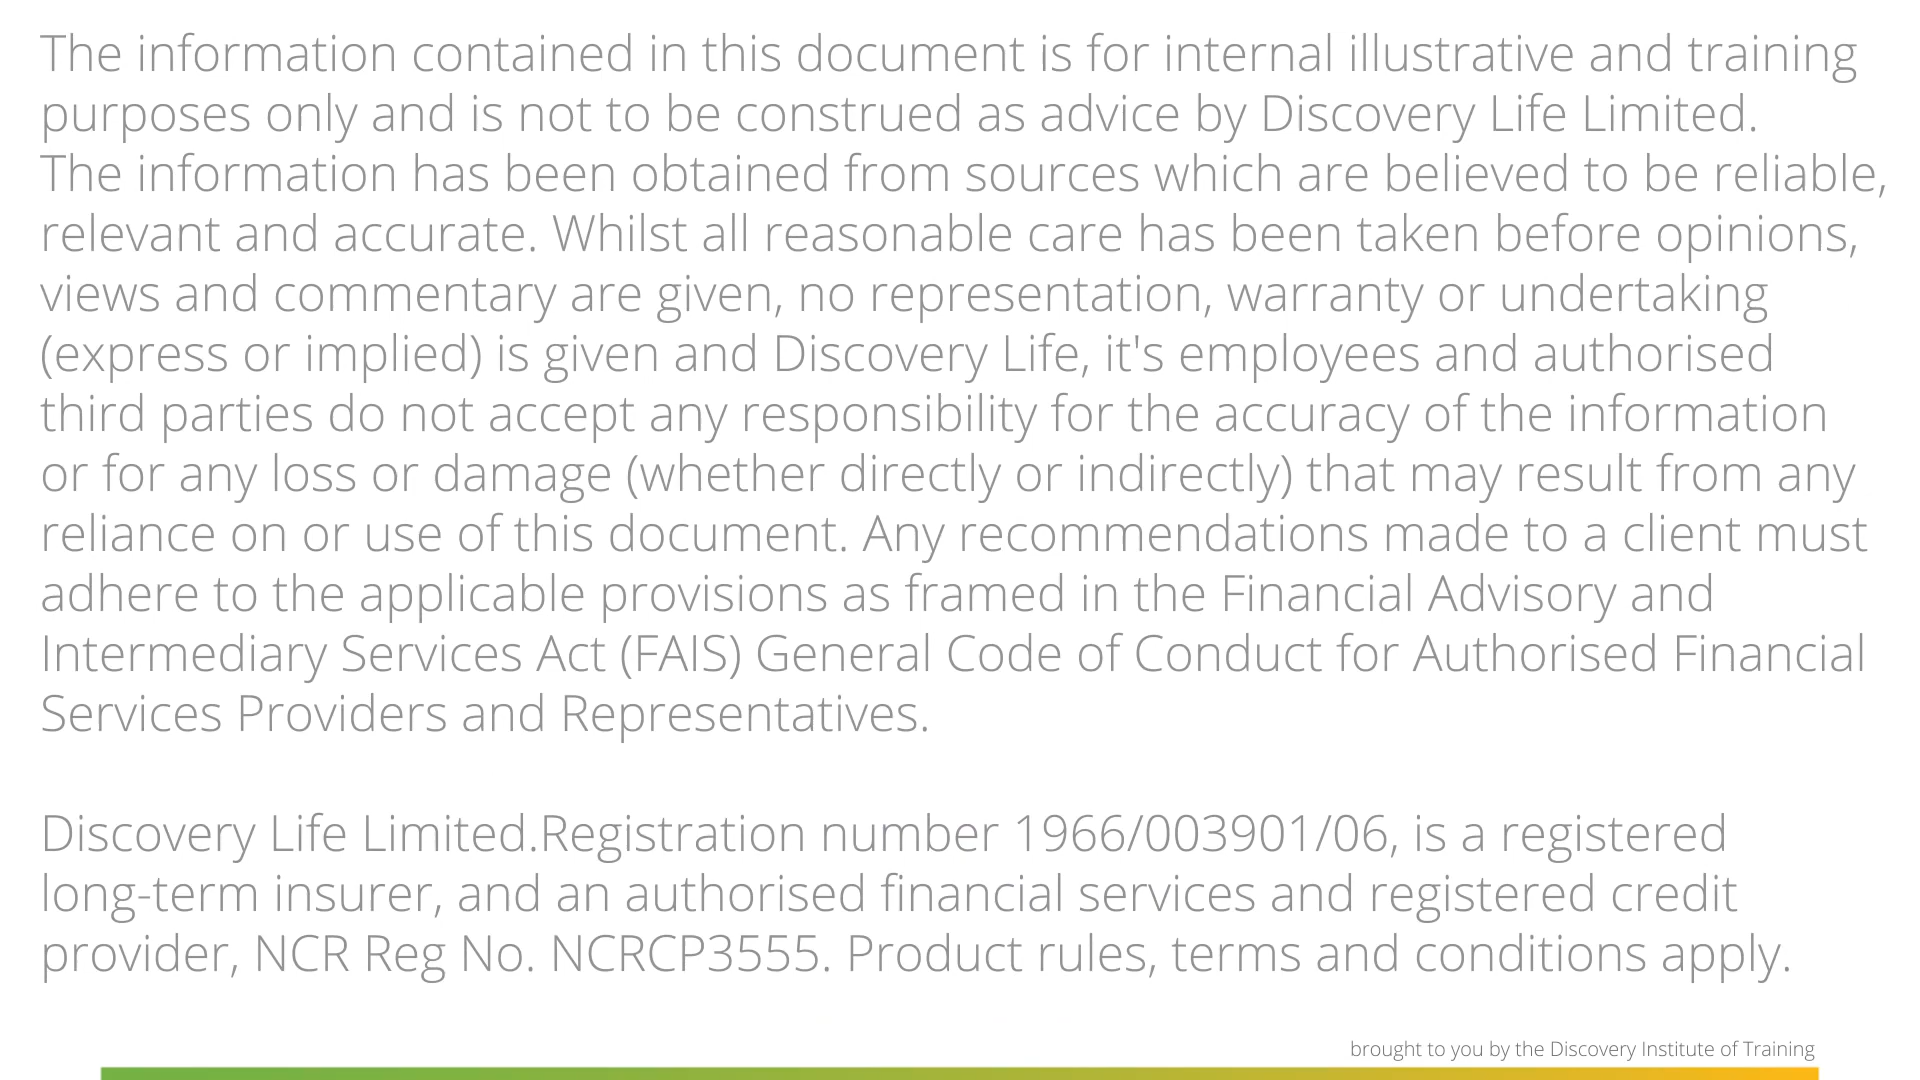 The information contained in this document is for internal illustrative and training
purposes only and is not to be construed as advice by Discovery Life Limited.
The information has been obtained from sources which are believed to be reliable,
relevant and accurate. Whilst all reasonable care has been taken before opinions,
views and commentary are given, no representation, warranty or undertaking
(express or implied) is given and Discovery Life, it's employees and authorised
third parties do not accept any responsibility for the accuracy of the information
or for any loss or damage (whether directly or indirectly) that may result from any
reliance on or use of this document. Any recommendations made to a client must
adhere to the applicable provisions as framed in the Financial Advisory and
Intermediary Services Act (FAIS) General Code of Conduct for Authorised Financial
Services Providers and Representatives.
Discovery Life Limited.Registration number 1966/003901/06, is a registered
long-term insurer, and an authorised financial services and registered credit
provider, NCR Reg No. NCRCP3555. Product rules, terms and conditions apply.
brought to you by the Discovery Institute of Training